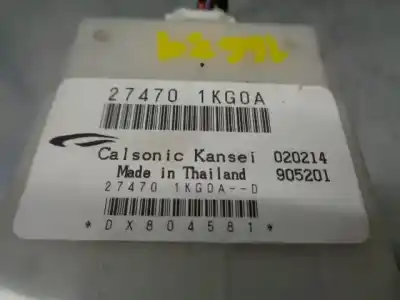 27470 1KG0A
Calsonic Kansei 020214
Made in Thailand 905201
27470 1KG0A--D
*DX804581*